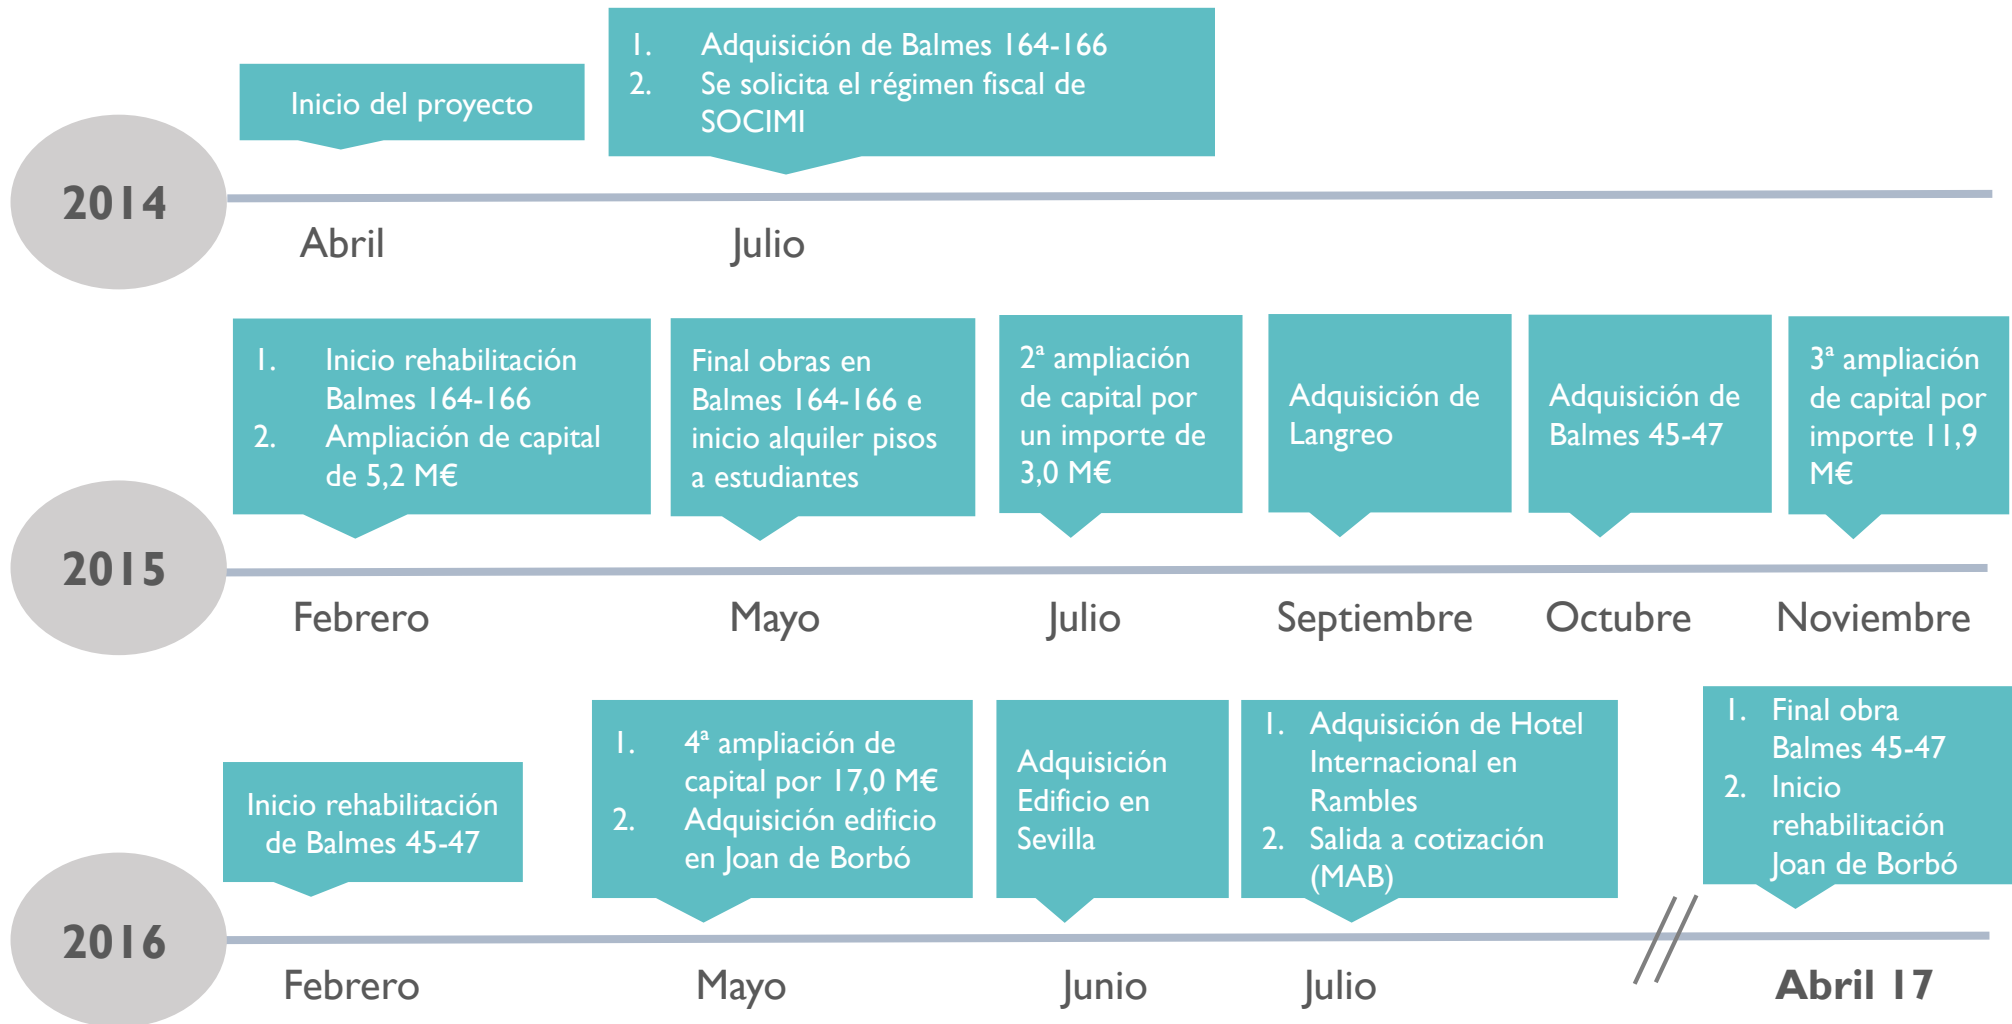 2014
Inicio del proyecto
Abril
1. Adquisición de Balmes 164-166
2. Se solicita el régimen fiscal de
SOCIMI
Julio
2015
1. Inicio rehabilitación
Balmes 164-166
2. Ampliación de capital
de 5,2 M€
Febrero
Final obras en
Balmes 164-166 e
inicio alquiler pisos
a estudiantes
Mayo
2ª ampliación
de capital por
un importe de
3,0 M€
Julio
Adquisición de
Langreo
Septiembre
Adquisición de
Balmes 45-47
Octubre
3ª ampliación
de capital por
importe 11,9
M€
Noviembre
2016
Inicio rehabilitación
de Balmes 45-47
Febrero
1. 4ª ampliación de
capital por 17,0 M€
2. Adquisición edificio
en Joan de Borbó
Mayo
Adquisición
Edificio en
Sevilla
Junio
1. Adquisición de Hotel
Internacional en
Rambles
2. Salida a cotización
(MAB)
Julio
1. Final obra
Balmes 45-47
2. Inicio
rehabilitación
Joan de Borbó
Abril 17